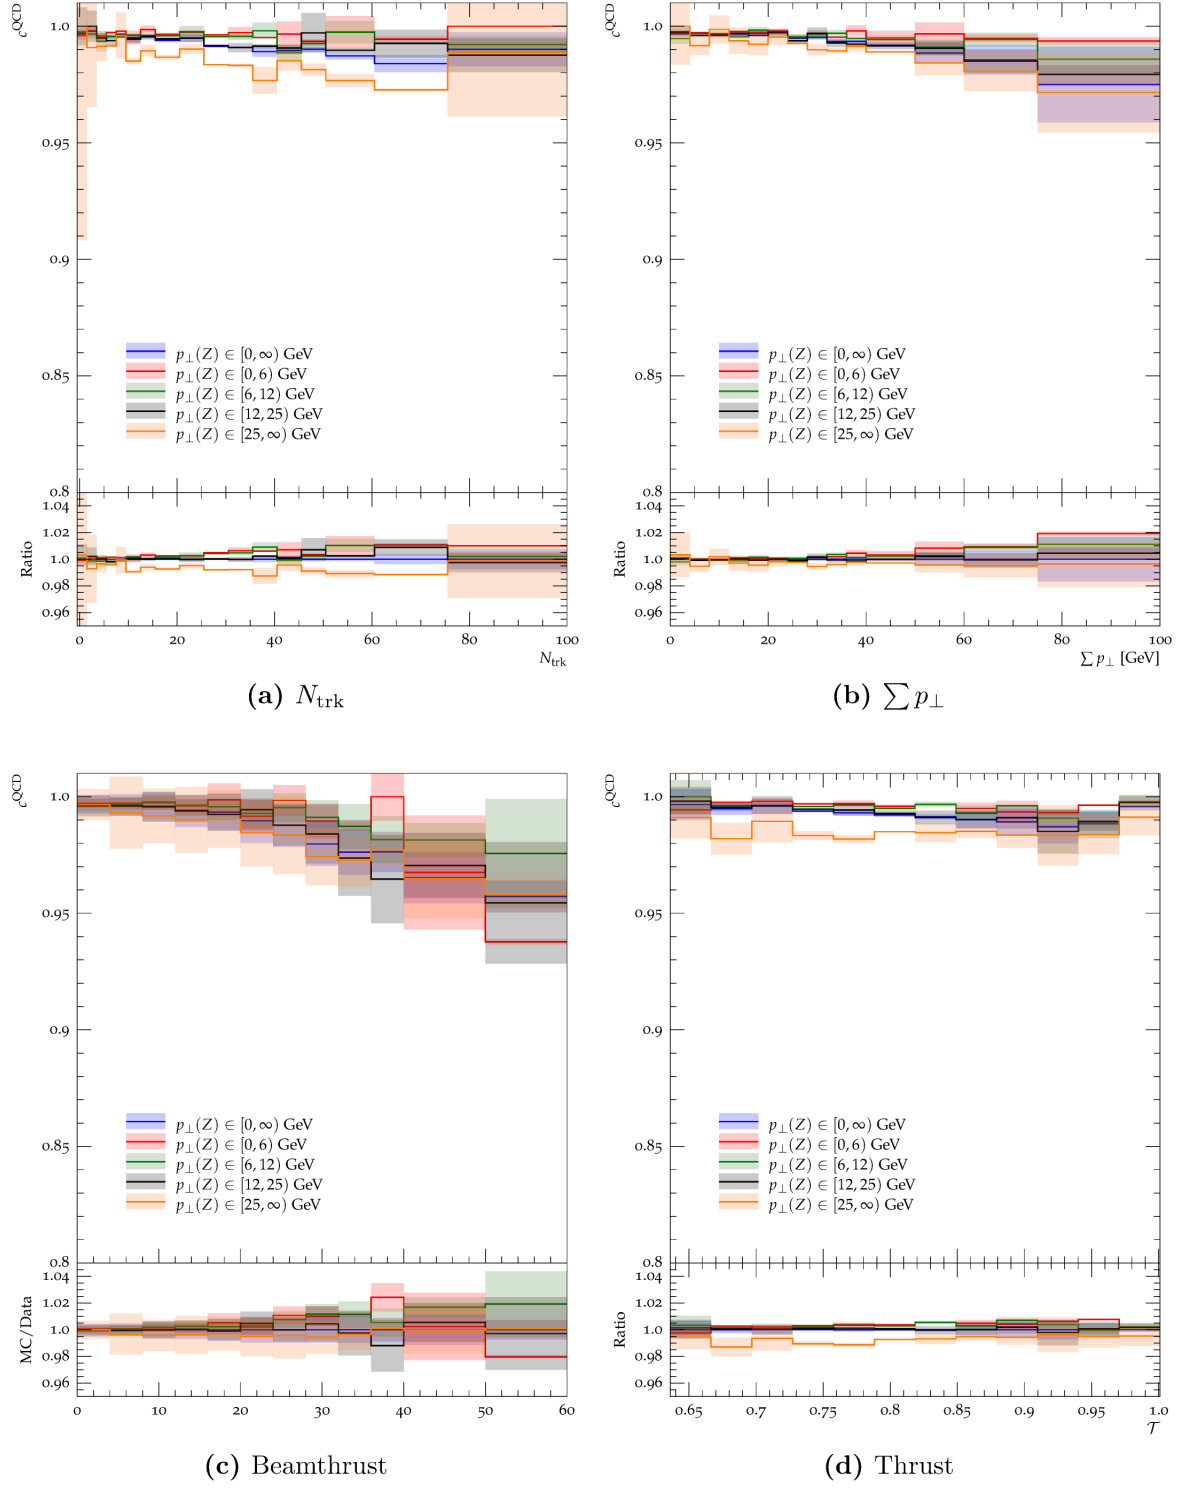 c^QCD
1.0
0.95
0.9
0.85
0.8
p⊥(Z) ∈ [0, ∞) GeV
p⊥(Z) ∈ [0, 6) GeV
p⊥(Z) ∈ [6, 12) GeV
p⊥(Z) ∈ [12, 25) GeV
p⊥(Z) ∈ [25, ∞) GeV
Ratio
1.04
1.02
1.0
0.98
0.96
0 20 40 60 80 100
N_trk
(a) N_trk
c^QCD
1.0
0.95
0.9
0.85
0.8
p⊥(Z) ∈ [0, ∞) GeV
p⊥(Z) ∈ [0, 6) GeV
p⊥(Z) ∈ [6, 12) GeV
p⊥(Z) ∈ [12, 25) GeV
p⊥(Z) ∈ [25, ∞) GeV
Ratio
1.04
1.02
1.0
0.98
0.96
0 20 40 60 80 100
∑ p⊥ [GeV]
(b) ∑ p⊥
c^QCD
1.0
0.95
0.9
0.85
0.8
p⊥(Z) ∈ [0, ∞) GeV
p⊥(Z) ∈ [0, 6) GeV
p⊥(Z) ∈ [6, 12) GeV
p⊥(Z) ∈ [12, 25) GeV
p⊥(Z) ∈ [25, ∞) GeV
MC/Data
1.04
1.02
1.0
0.98
0.96
0 10 20 30 40 50 60
(c) Beamthrust
c^QCD
1.0
0.95
0.9
0.85
0.8
p⊥(Z) ∈ [0, ∞) GeV
p⊥(Z) ∈ [0, 6) GeV
p⊥(Z) ∈ [6, 12) GeV
p⊥(Z) ∈ [12, 25) GeV
p⊥(Z) ∈ [25, ∞) GeV
Ratio
1.04
1.02
1.0
0.98
0.96
0.65 0.7 0.75 0.8 0.85 0.9 0.95 1.0
𝒯
(d) Thrust